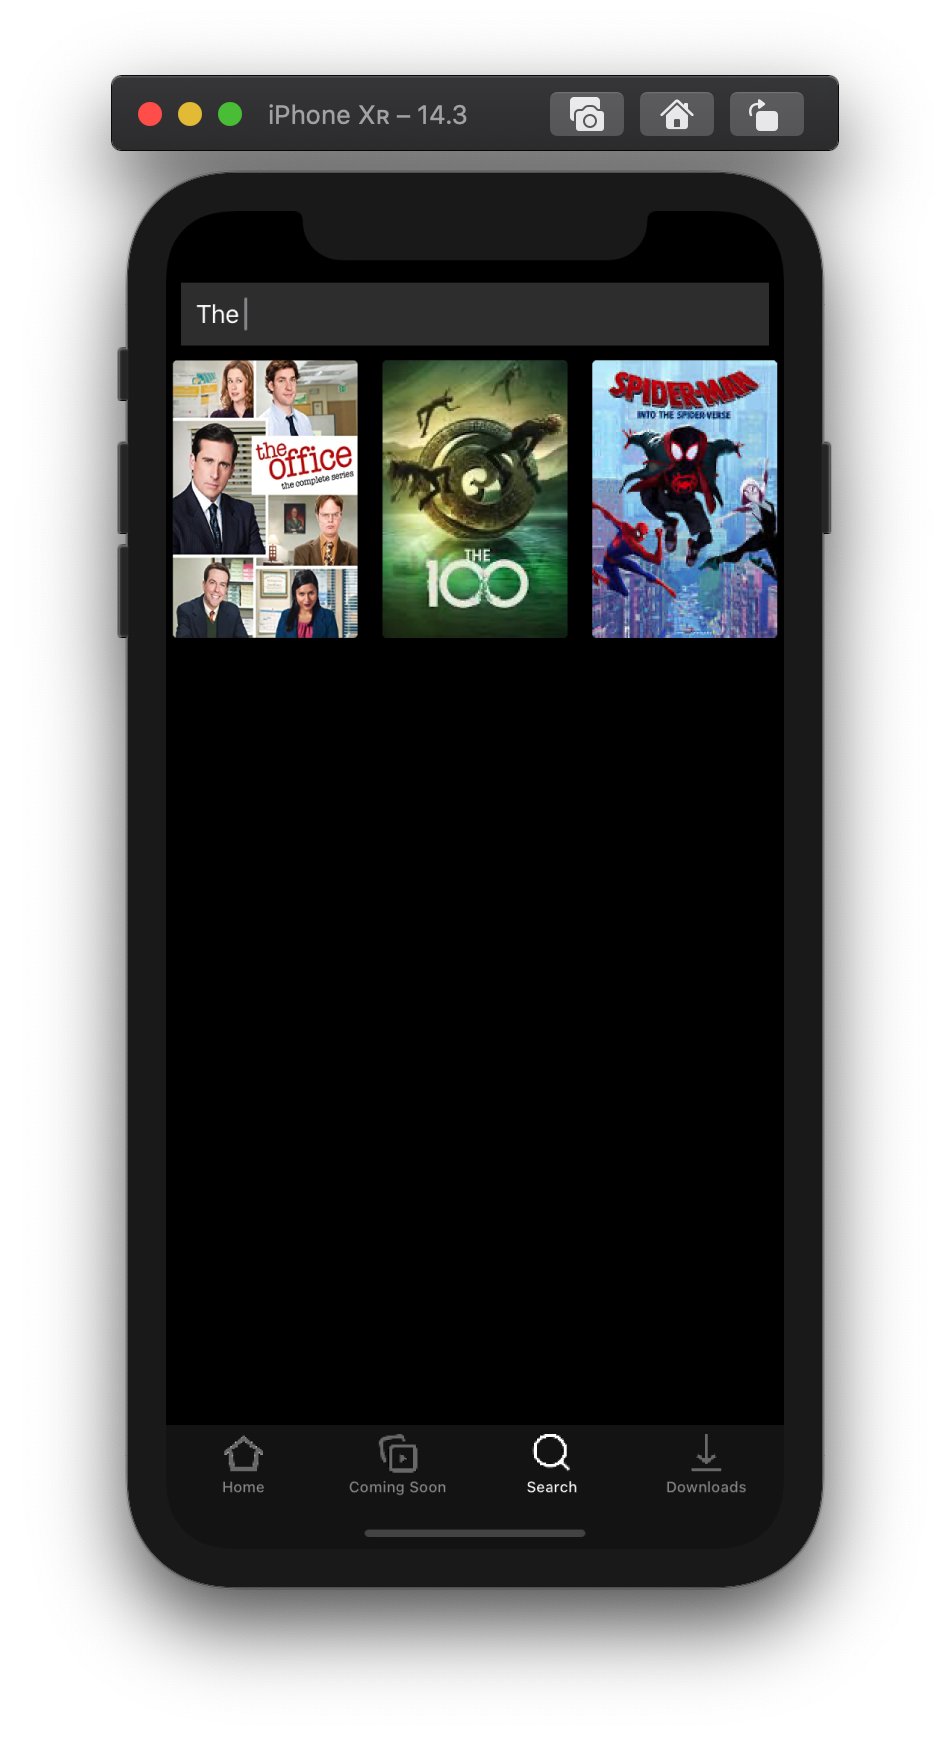 iPhone XR – 14.3
The
the
office
the complete series
THE
100
SPIDER-MAN
INTO THE SPIDER-VERSE
Home
Coming Soon
Search
Downloads